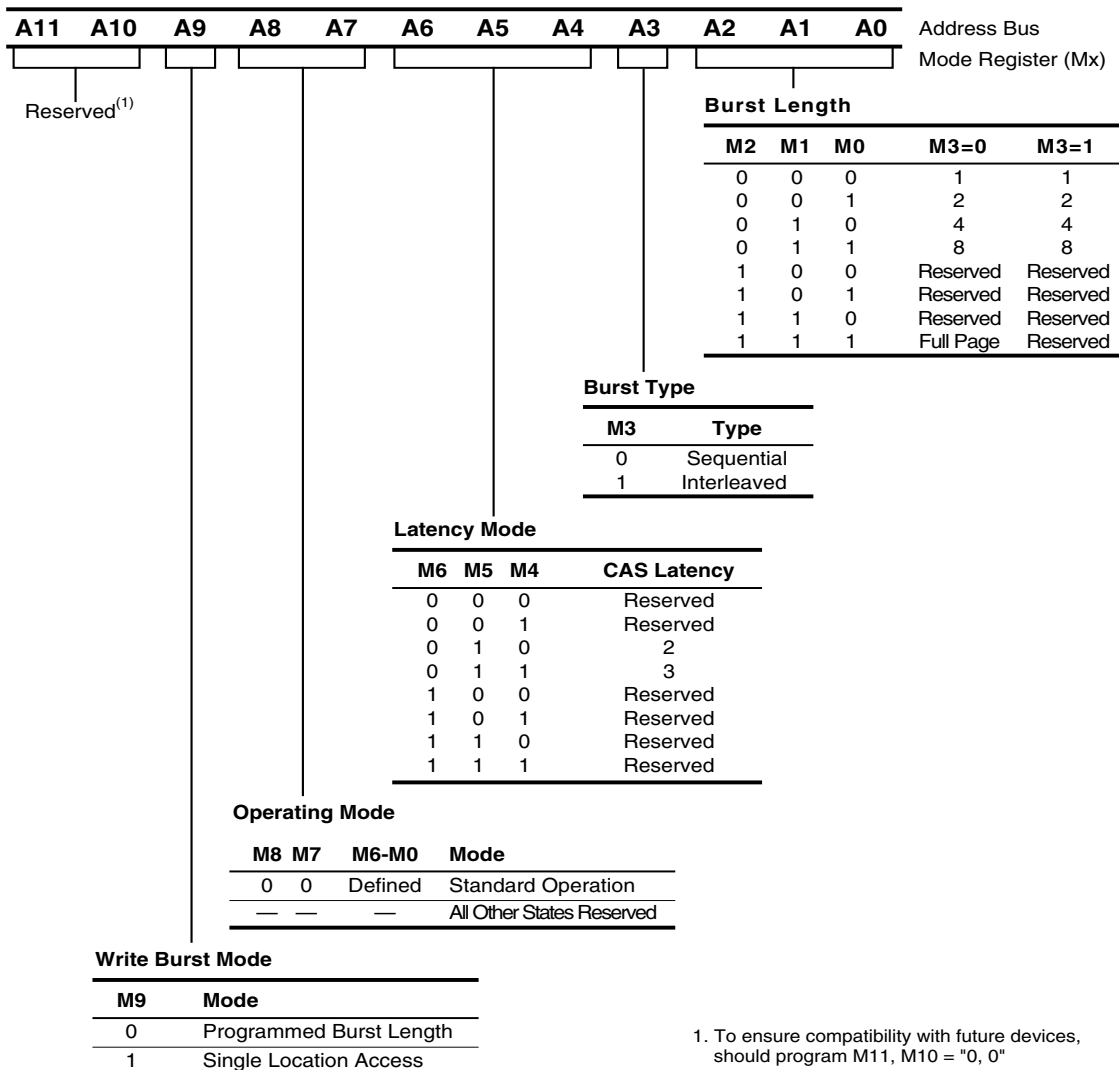 A11 A10 A9 A8 A7 A6 A5 A4 A3 A2 A1 A0 Address Bus
Mode Register (Mx)
Reserved(1)
Burst Length
M2 M1 M0 M3=0 M3=1
0 0 0 1 1
0 0 1 2 2
0 1 0 4 4
0 1 1 8 8
1 0 0 Reserved Reserved
1 0 1 Reserved Reserved
1 1 0 Reserved Reserved
1 1 1 Full Page Reserved
Burst Type
M3 Type
0 Sequential
1 Interleaved
Latency Mode
M6 M5 M4 CAS Latency
0 0 0 Reserved
0 0 1 Reserved
0 1 0 2
0 1 1 3
1 0 0 Reserved
1 0 1 Reserved
1 1 0 Reserved
1 1 1 Reserved
Operating Mode
M8 M7 M6-M0 Mode
0 0 Defined Standard Operation
— — — All Other States Reserved
Write Burst Mode
M9 Mode
0 Programmed Burst Length
1 Single Location Access
1. To ensure compatibility with future devices,
should program M11, M10 = "0, 0"